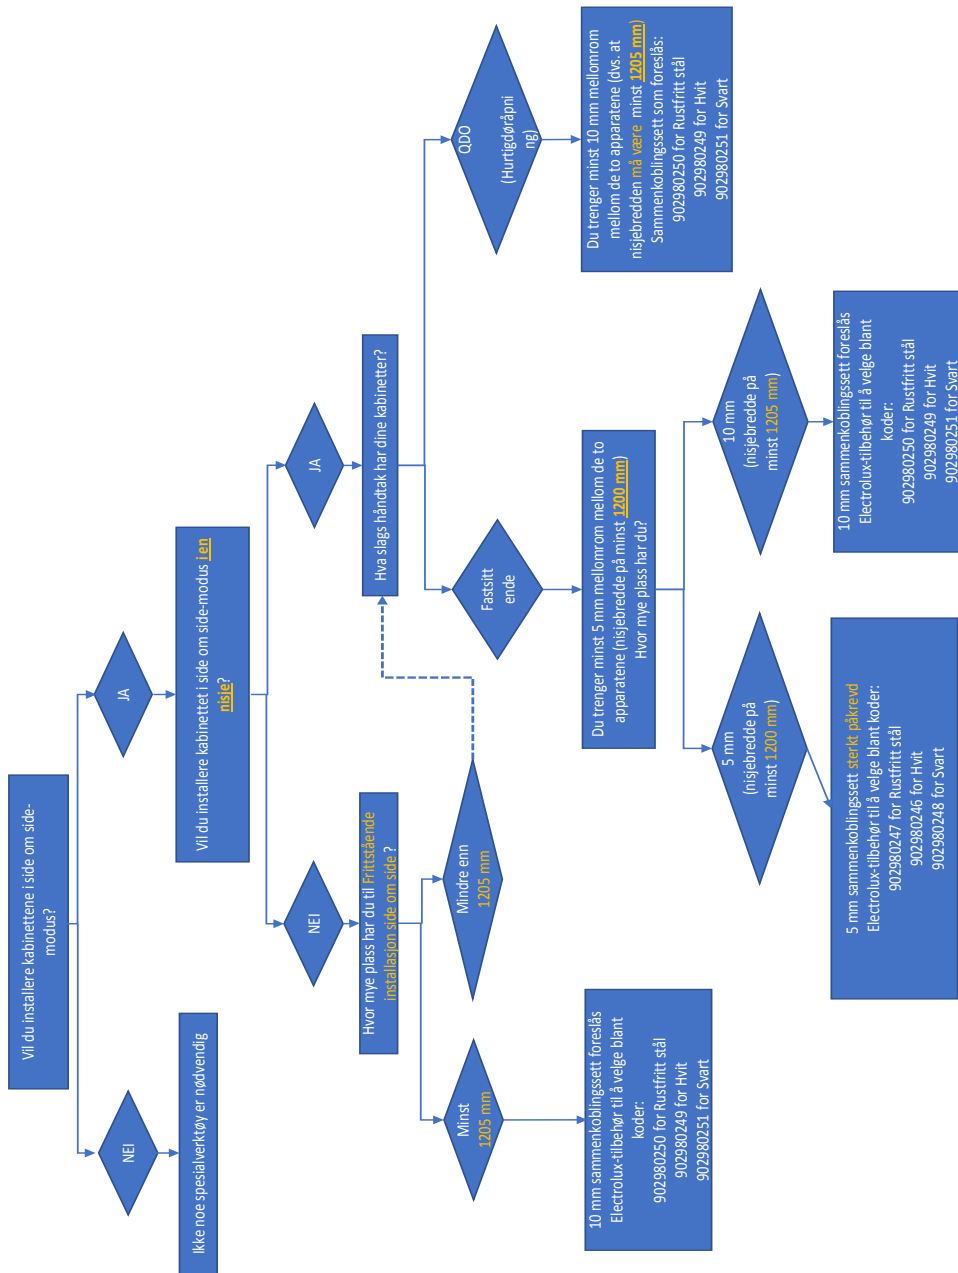 Vil du installere kabinettene i side om side-
modus?
NEI
JA
Ikke noe spesialverktøy er nødvendig
Vil du installere kabinettet i side om side-modus i en
nisje?
NEI
JA
Hvor mye plass har du til Frittstående
installasjon side om side ?
Hva slags håndtak har dine kabinetter?
Minst
1205 mm
Mindre enn
1205 mm
Fastsitt
ende
QDO
(Hurtigdøråpni
ng)
10 mm sammenkoblingssett foreslås
Electrolux-tilbehør til å velge blant
koder:
902980250 for Rustfritt stål
902980249 for Hvit
902980251 for Svart
Du trenger minst 5 mm mellomrom mellom de to
apparatene (nisjebredde på minst 1200 mm)
Hvor mye plass har du?
Du trenger minst 10 mm mellomrom
mellom de to apparatene (dvs. at
nisjebredden må være minst 1205 mm)
Sammenkoblingssett som foreslås:
902980250 for Rustfritt stål
902980249 for Hvit
902980251 for Svart
5 mm
(nisjebredde på
minst 1200 mm)
10 mm
(nisjebredde på
minst 1205 mm)
5 mm sammenkoblingssett sterkt påkrevd
Electrolux-tilbehør til å velge blant koder:
902980247 for Rustfritt stål
902980246 for Hvit
902980248 for Svart
10 mm sammenkoblingssett foreslås
Electrolux-tilbehør til å velge blant
koder:
902980250 for Rustfritt stål
902980249 for Hvit
902980251 for Svart